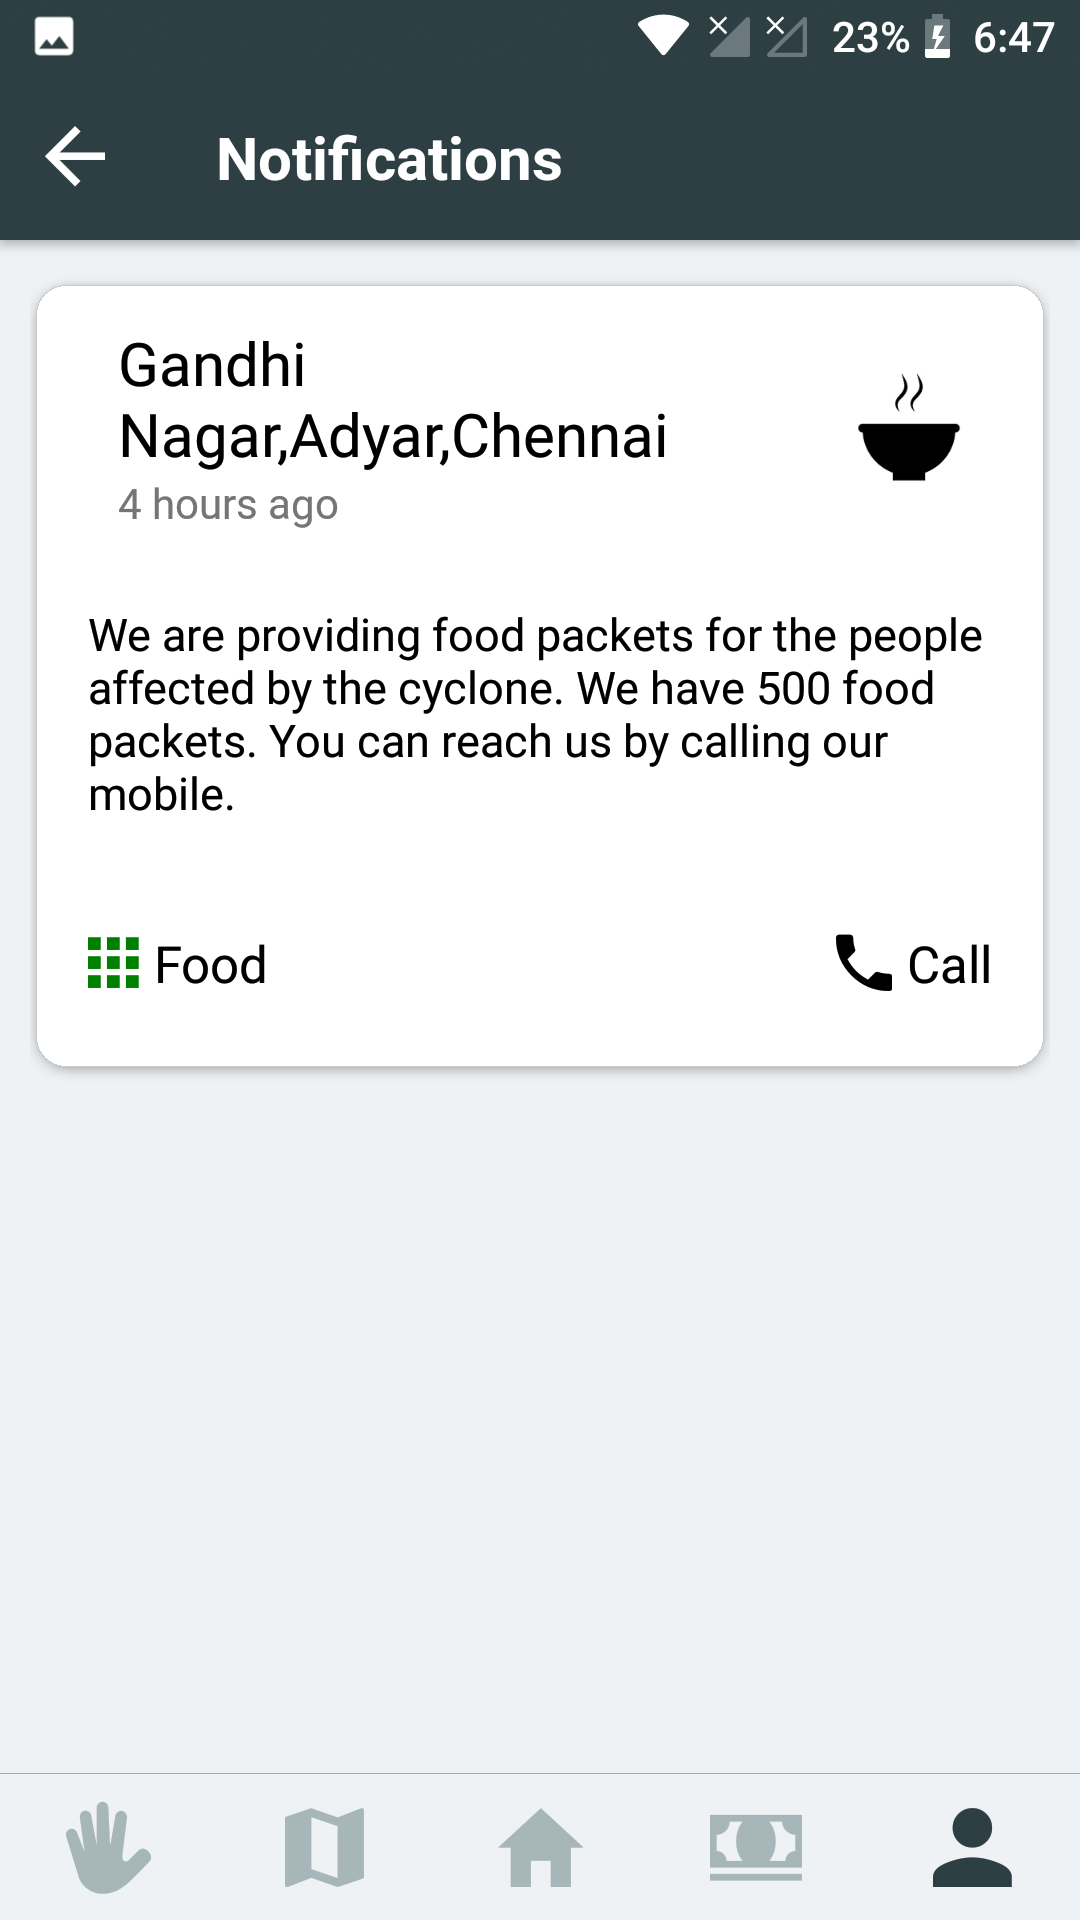 23% 6:47
Notifications
Gandhi
Nagar,Adyar,Chennai
4 hours ago
We are providing food packets for the people
affected by the cyclone. We have 500 food
packets. You can reach us by calling our
mobile.
Food Call